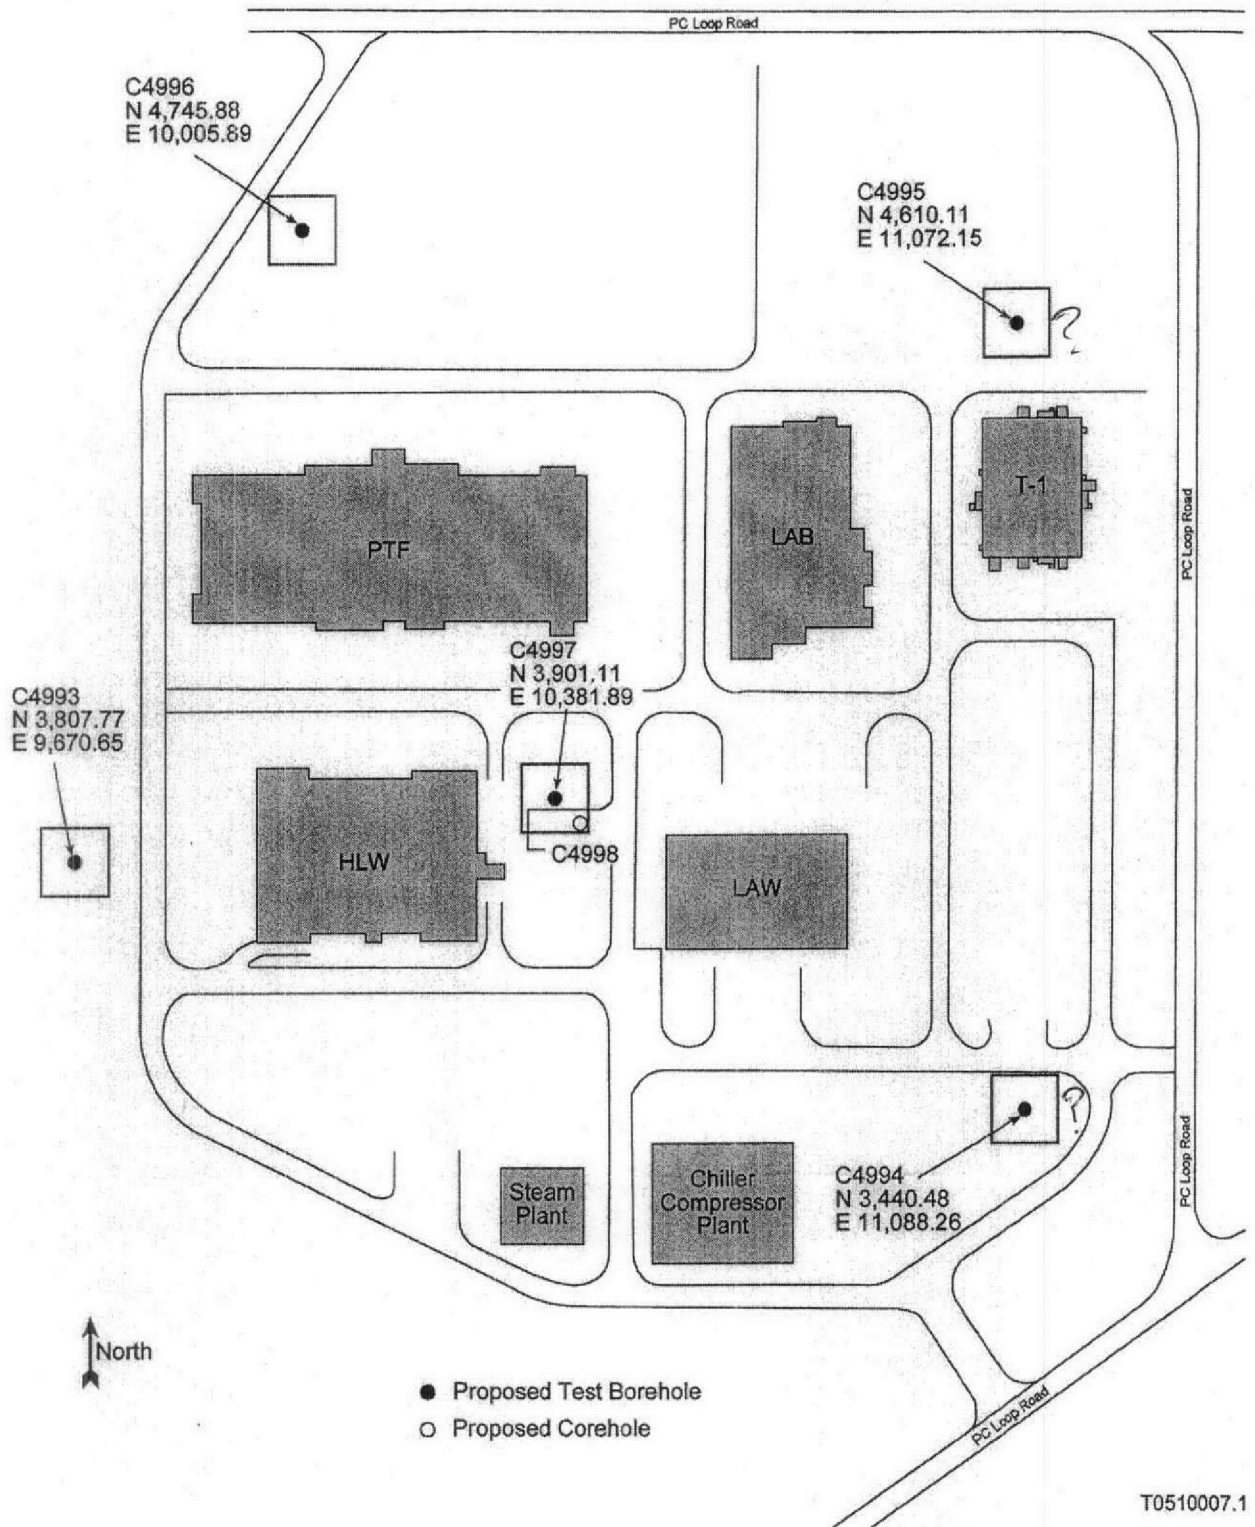 PC Loop Road
C4996
N 4,745.88
E 10,005.89
C4995
N 4,610.11
E 11,072.15
?
T-1
PTF
LAB
PC Loop Road
C4997
N 3,901.11
E 10,381.89
C4993
N 3,807.77
E 9,670.65
C4998
HLW
LAW
?
PC Loop Road
C4994
N 3,440.48
E 11,088.26
Steam
Plant
Chiller
Compressor
Plant
North
Proposed Test Borehole
Proposed Corehole
PC Loop Road
T0510007.1